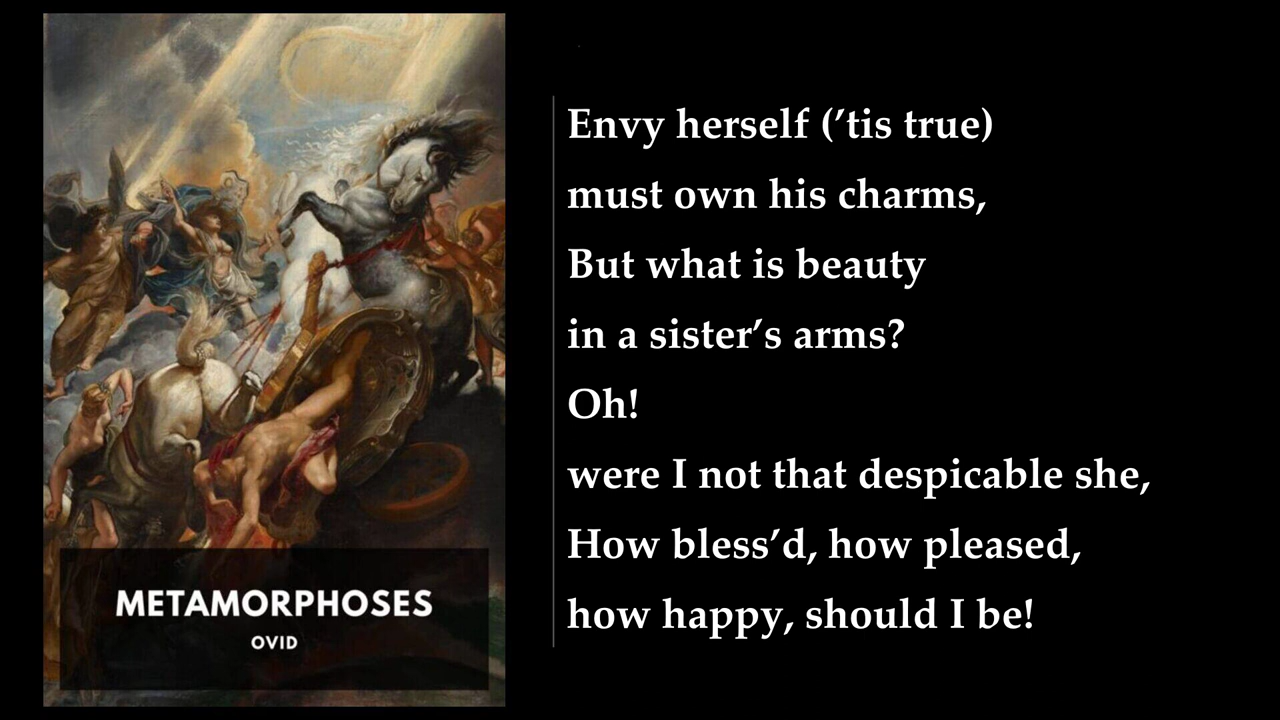 METAMORPHOSES
OVID
Envy herself (’tis true)
must own his charms,
But what is beauty
in a sister’s arms?
Oh!
were I not that despicable she,
How bless’d, how pleased,
how happy, should I be!